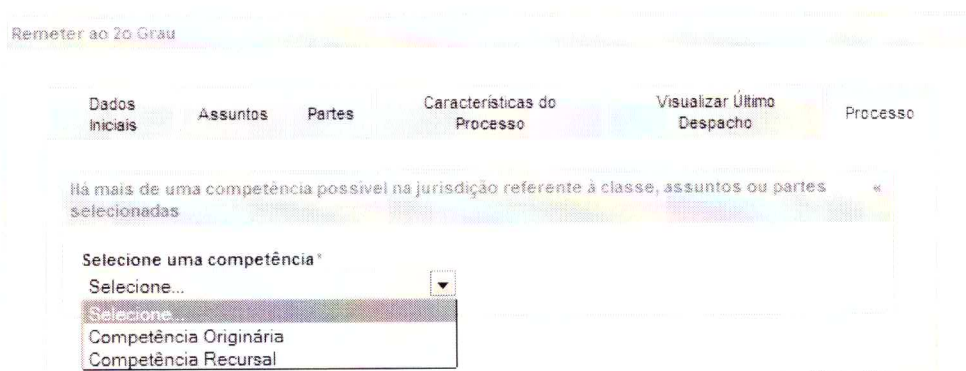 Remeter ao 2o Grau
Dados Iniciais
Assuntos
Partes
Características do Processo
Visualizar Último Despacho
Processo
Há mais de uma competência possível na jurisdição referente à classe, assuntos ou partes «
selecionadas
Selecione uma competência*
Selecione...
Selecione...
Competência Originária
Competência Recursal